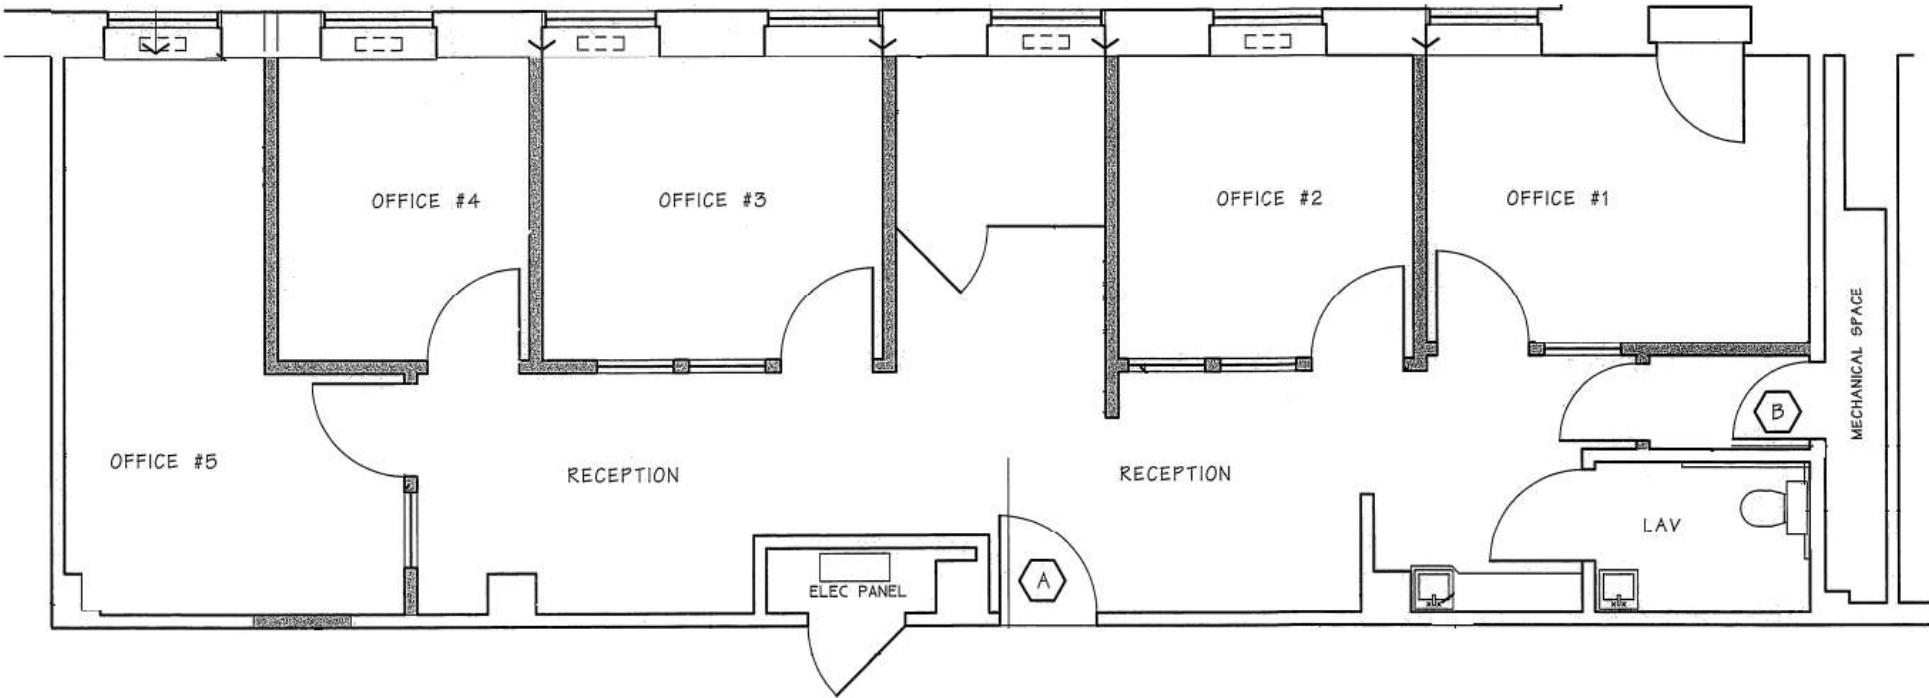 OFFICE #4
OFFICE #3
OFFICE #2
OFFICE #1
MECHANICAL SPACE
B
OFFICE #5
RECEPTION
RECEPTION
LAV
A
ELEC PANEL